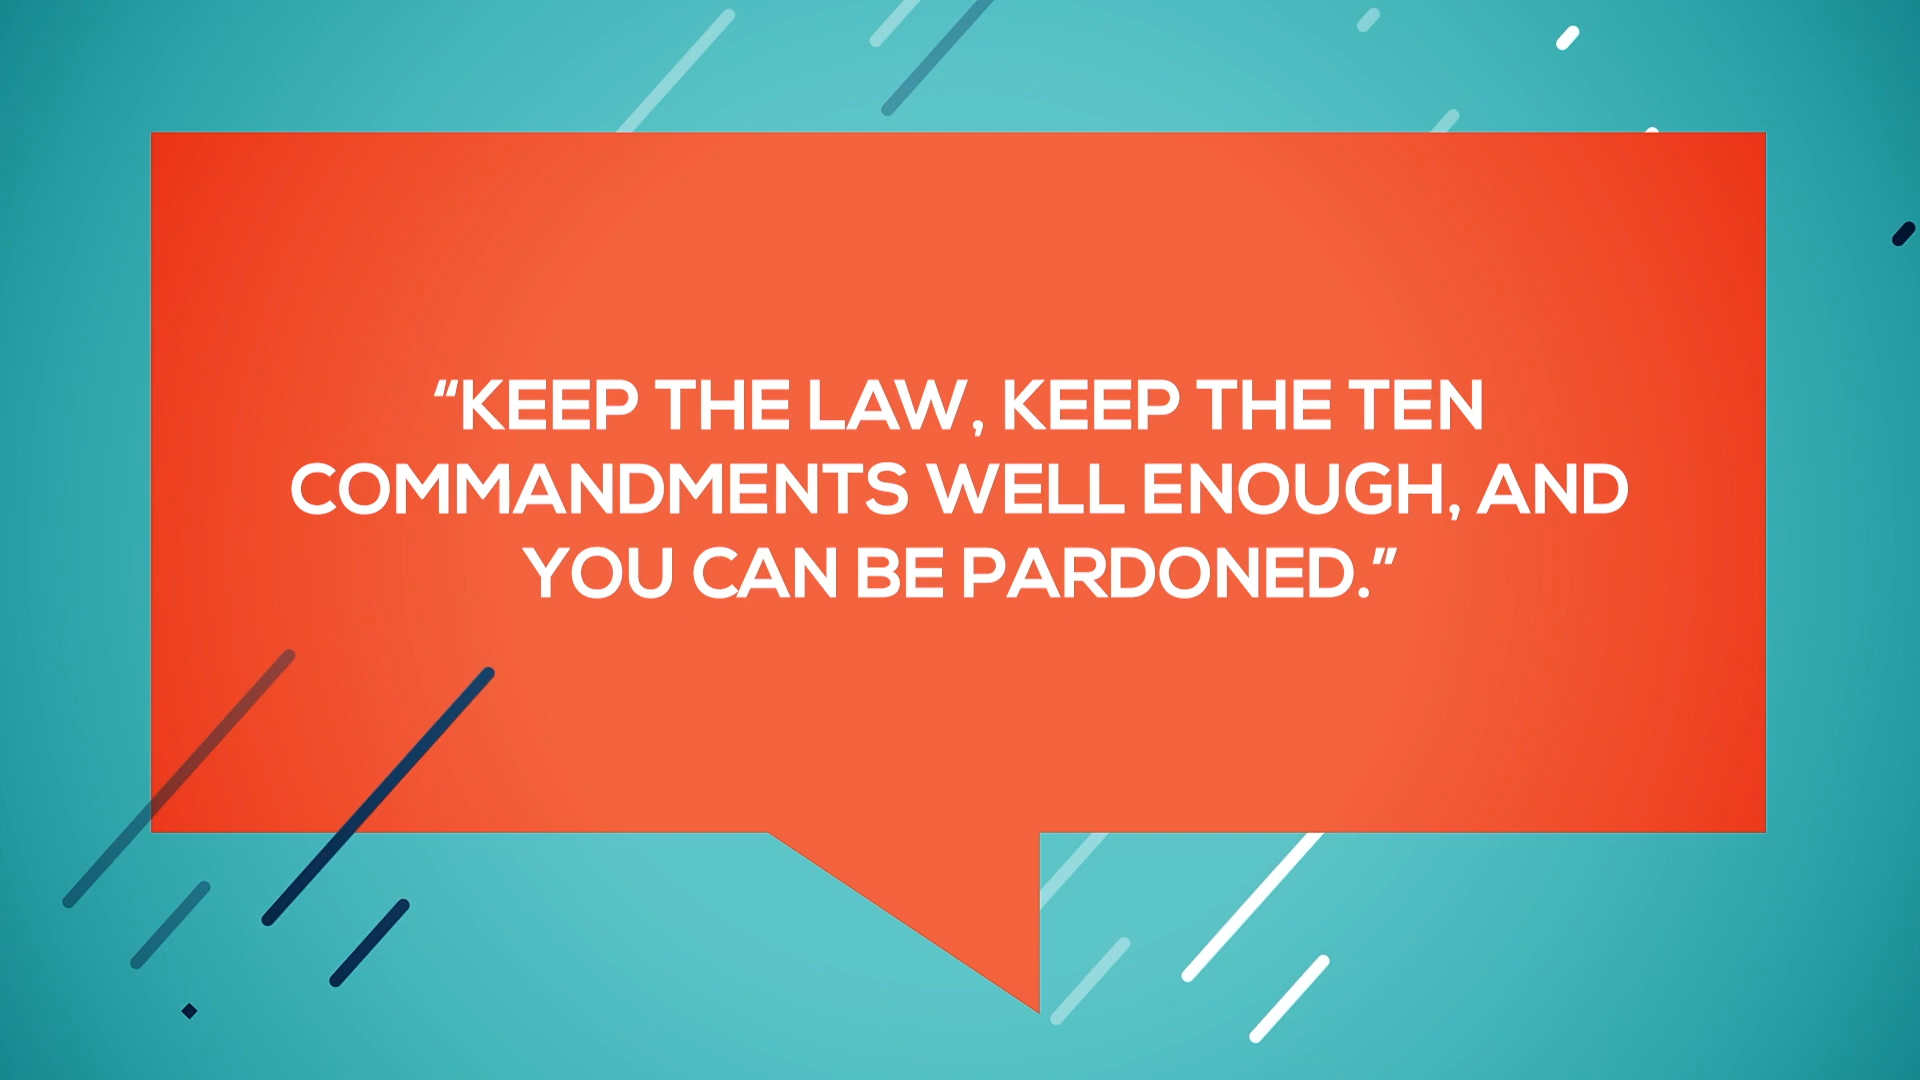 “KEEP THE LAW, KEEP THE TEN
COMMANDMENTS WELL ENOUGH, AND
YOU CAN BE PARDONED.”